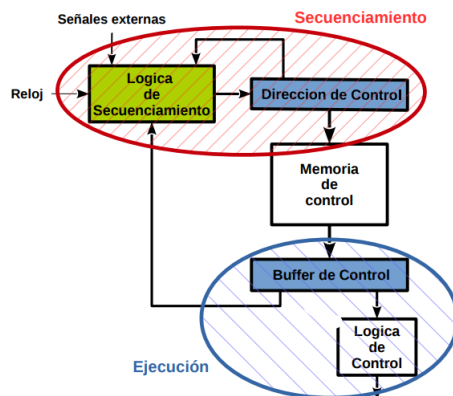 Señales externas
Secuenciamiento
Reloj
Logica
de
Secuenciamiento
Direccion de Control
Memoria
de
control
Buffer de Control
Logica
de
Control
Ejecución